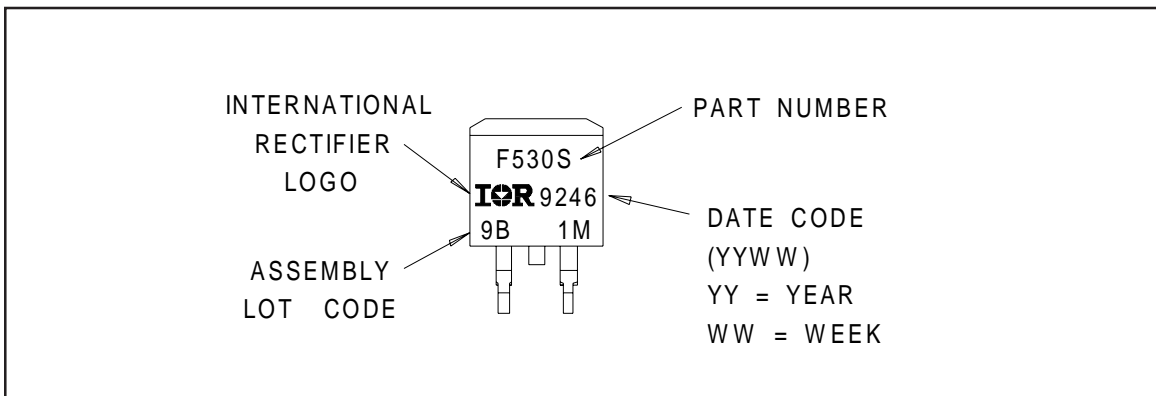 INTERNATIONAL
RECTIFIER
LOGO
ASSEMBLY
LOT CODE
F530S
IOR 9246
9B 1M
PART NUMBER
DATE CODE
(YYWW)
YY = YEAR
WW = WEEK